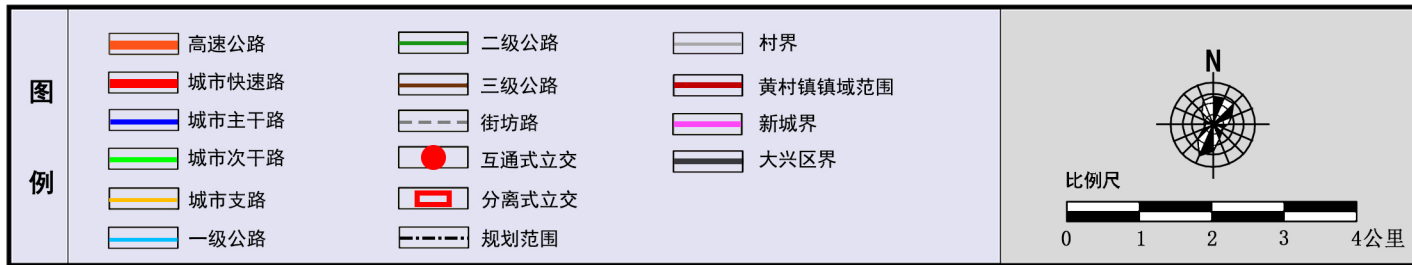 图例
高速公路
城市快速路
城市主干路
城市次干路
城市支路
一级公路
二级公路
三级公路
街坊路
互通式立交
分离式立交
规划范围
村界
黄村镇镇域范围
新城界
大兴区界
N
比例尺
0 1 2 3 4公里